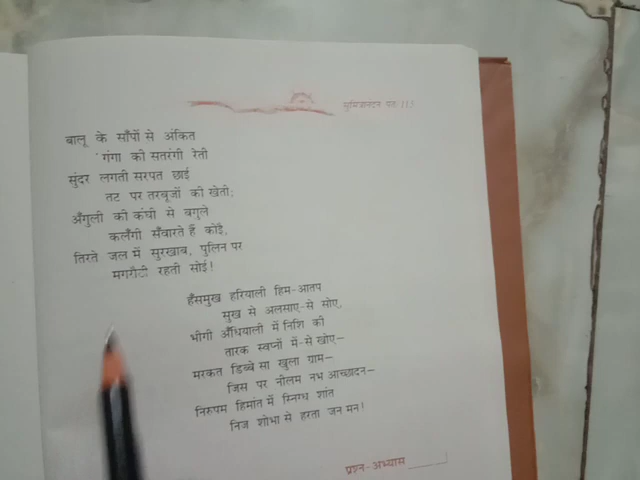 सुमित्रानंदन पंत/115
बालू के साँपों से अंकित
गंगा की सतरंगी रेती
सुंदर लगती सरपत छाई
तट पर तरबूजों की खेती;
अँगुली की कंघी से बगुले
कलँगी सँवारते हैं कोई,
तिरते जल में सुरखाब, पुलिन पर
मगरौठी रहती सोई!
हँसमुख हरियाली हिम-आतप
सुख से अलसाए-से सोए,
भीगी अँधियाली में निशि की
तारक स्वप्नों में-से खोए–
मरकत डिब्बे सा खुला ग्राम–
जिस पर नीलम नभ आच्छादन–
निरुपम हिमांत में स्निग्ध शांत
निज शोभा से हरता जन मन!
प्रश्न-अभ्यास